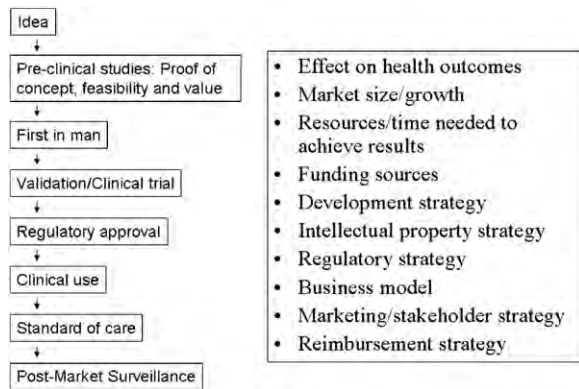 Idea
Pre-clinical studies: Proof of
concept, feasibility and value
First in man
Validation/Clinical trial
Regulatory approval
Clinical use
Standard of care
Post-Market Surveillance
• Effect on health outcomes
• Market size/growth
• Resources/time needed to
achieve results
• Funding sources
• Development strategy
• Intellectual property strategy
• Regulatory strategy
• Business model
• Marketing/stakeholder strategy
• Reimbursement strategy